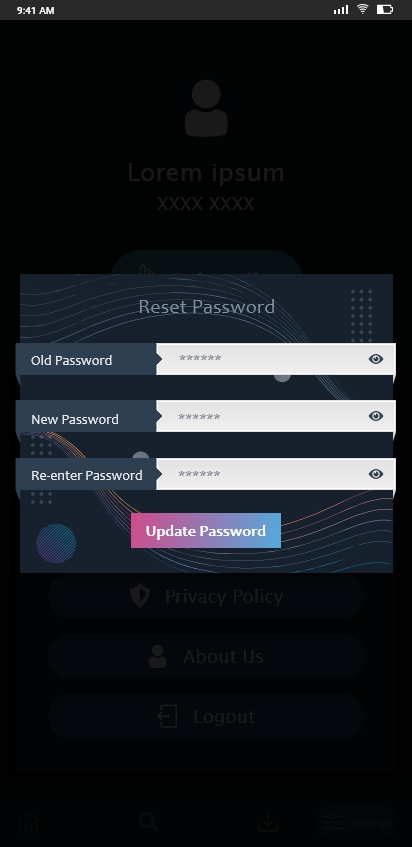 9:41 AM
Lorem ipsum
XXXX XXXX
Reset Password
Old Password
******
New Password
******
Re-enter Password
******
Update Password
Privacy Policy
About Us
Logout
Settings